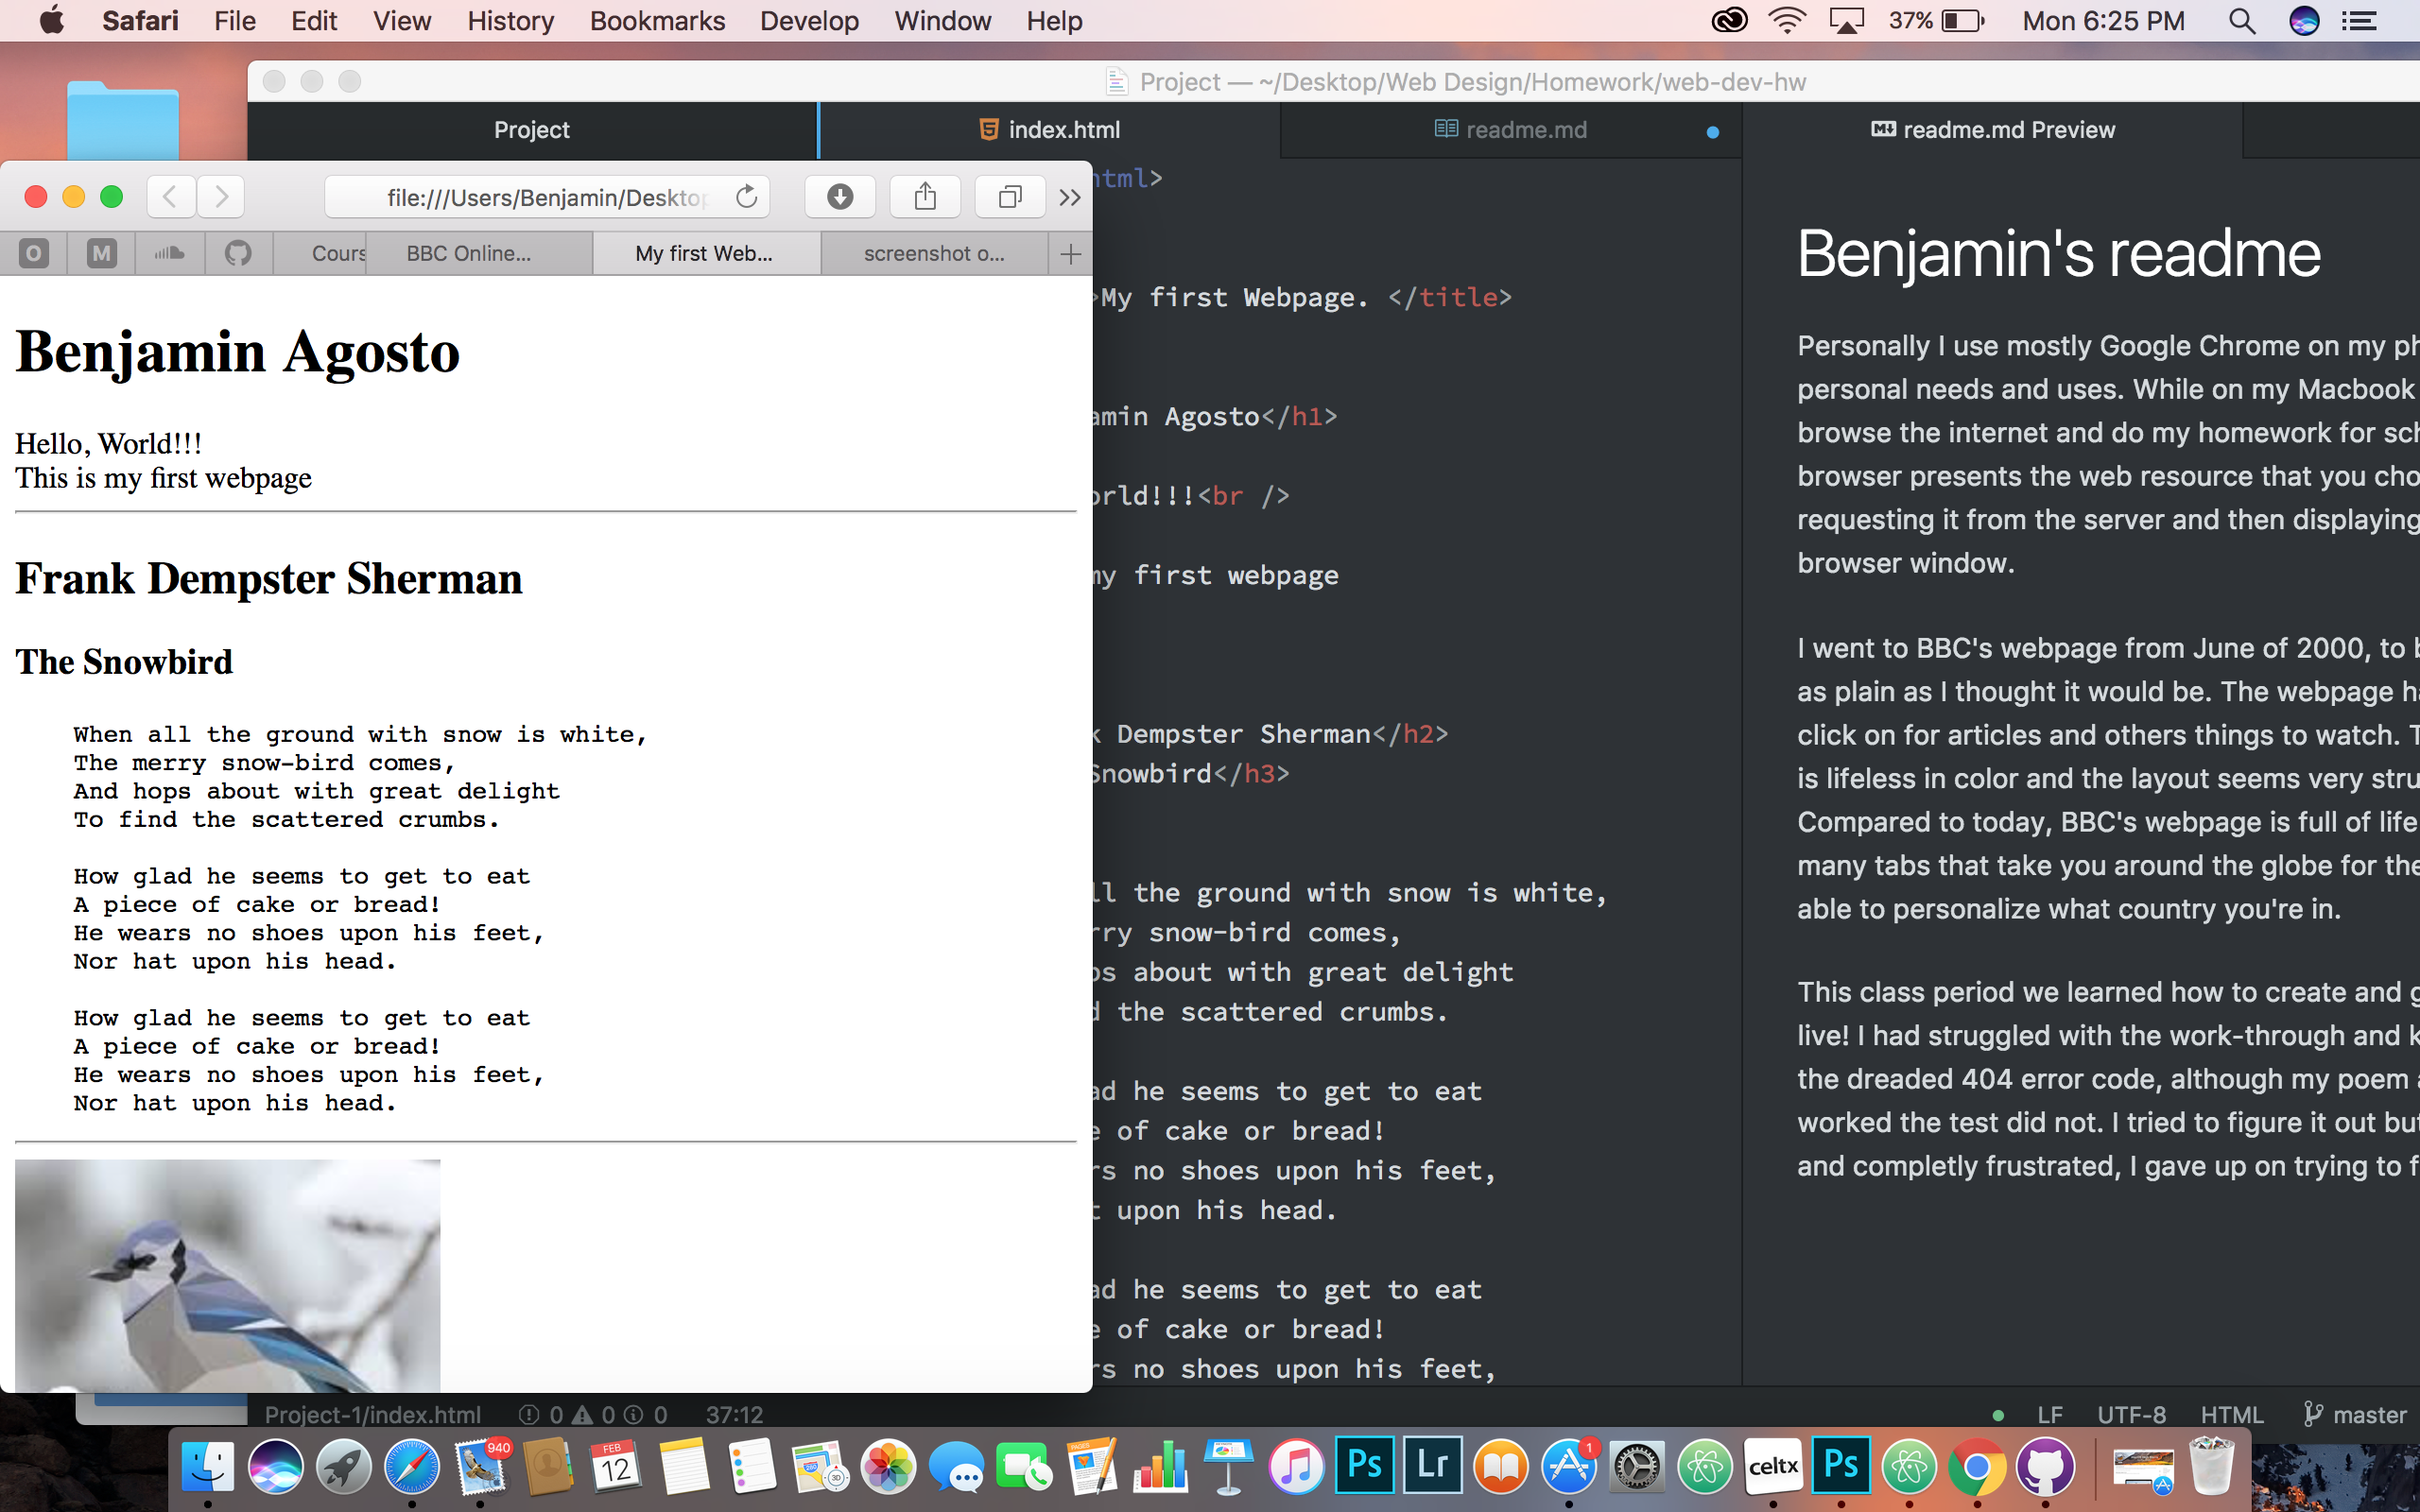 Safari File Edit View History Bookmarks Develop Window Help 37% Mon 6:25 PM
Project — ~/Desktop/Web Design/Homework/web-dev-hw
Project index.html readme.md readme.md Preview
file:///Users/Benjamin/Deskto
O M Cours BBC Online... My first Web... screenshot o...
Benjamin Agosto
Hello, World!!!
This is my first webpage
Frank Dempster Sherman
The Snowbird
When all the ground with snow is white,
The merry snow-bird comes,
And hops about with great delight
To find the scattered crumbs.
How glad he seems to get to eat
A piece of cake or bread!
He wears no shoes upon his feet,
Nor hat upon his head.
How glad he seems to get to eat
A piece of cake or bread!
He wears no shoes upon his feet,
Nor hat upon his head.
html>
>My first Webpage. </title>
amin Agosto</h1>
orld!!!<br />
my first webpage
k Dempster Sherman</h2>
Snowbird</h3>
ll the ground with snow is white,
rry snow-bird comes,
ps about with great delight
d the scattered crumbs.
ad he seems to get to eat
e of cake or bread!
rs no shoes upon his feet,
t upon his head.
ad he seems to get to eat
e of cake or bread!
rs no shoes upon his feet,
Benjamin's readme
Personally I use mostly Google Chrome on my ph
personal needs and uses. While on my Macbook
browse the internet and do my homework for sch
browser presents the web resource that you cho
requesting it from the server and then displaying
browser window.
I went to BBC's webpage from June of 2000, to b
as plain as I thought it would be. The webpage ha
click on for articles and others things to watch. T
is lifeless in color and the layout seems very stru
Compared to today, BBC's webpage is full of life
many tabs that take you around the globe for the
able to personalize what country you're in.
This class period we learned how to create and g
live! I had struggled with the work-through and k
the dreaded 404 error code, although my poem a
worked the test did not. I tried to figure it out but
and completly frustrated, I gave up on trying to f
Project-1/index.html 0 0 0 37:12 LF UTF-8 HTML master
940 FEB 12 3D PAGES Ps Lr 1 celtx Ps